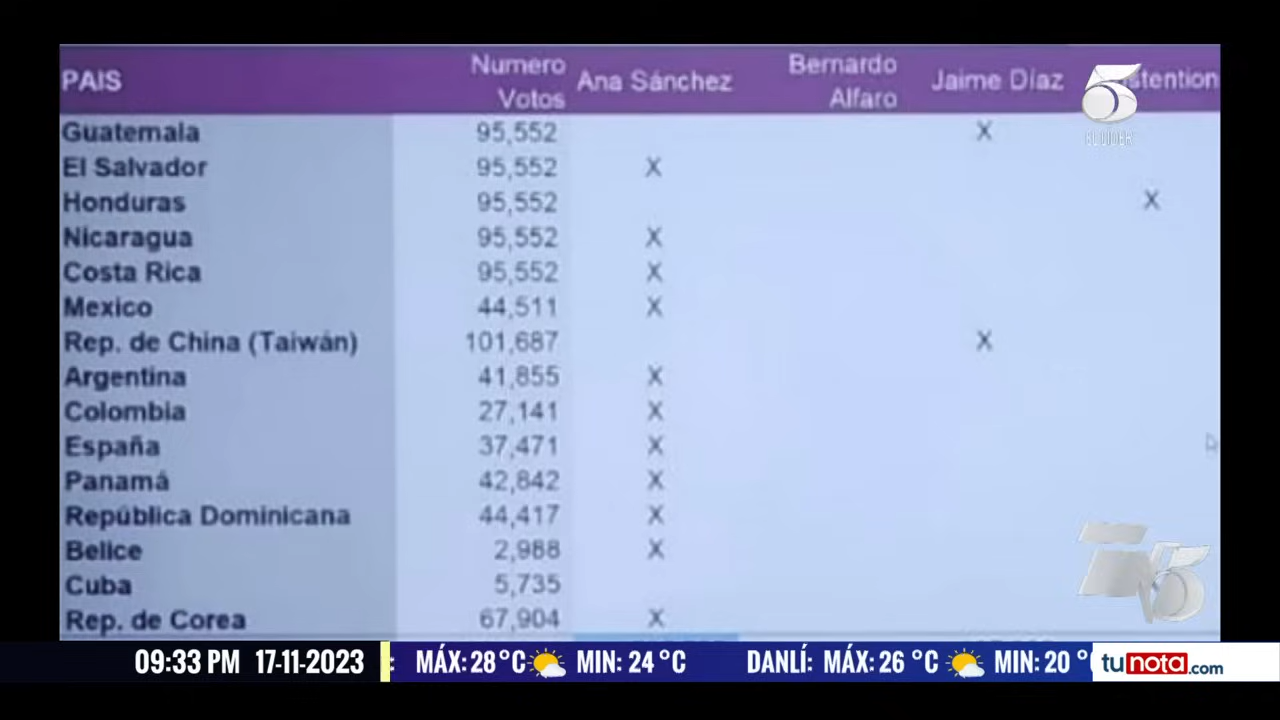 PAIS Numero Votos Ana Sánchez Bernardo Alfaro Jaime Díaz
Guatemala 95,552 X
El Salvador 95,552 X
Honduras 95,552 X
Nicaragua 95,552 X
Costa Rica 95,552 X
Mexico 44,511 X
Rep. de China (Taiwán) 101,687 X
Argentina 41,855 X
Colombia 27,141 X
España 37,471 X
Panamá 42,842 X
República Dominicana 44,417 X
Belice 2,988 X
Cuba 5,735
Rep. de Corea 67,904 X
5
EL LIDER
TN5
09:33 PM 17-11-2023 : MÁX: 28°C MIN: 24 °C DANLÍ: MÁX: 26 °C MIN: 20 °
tunota.com